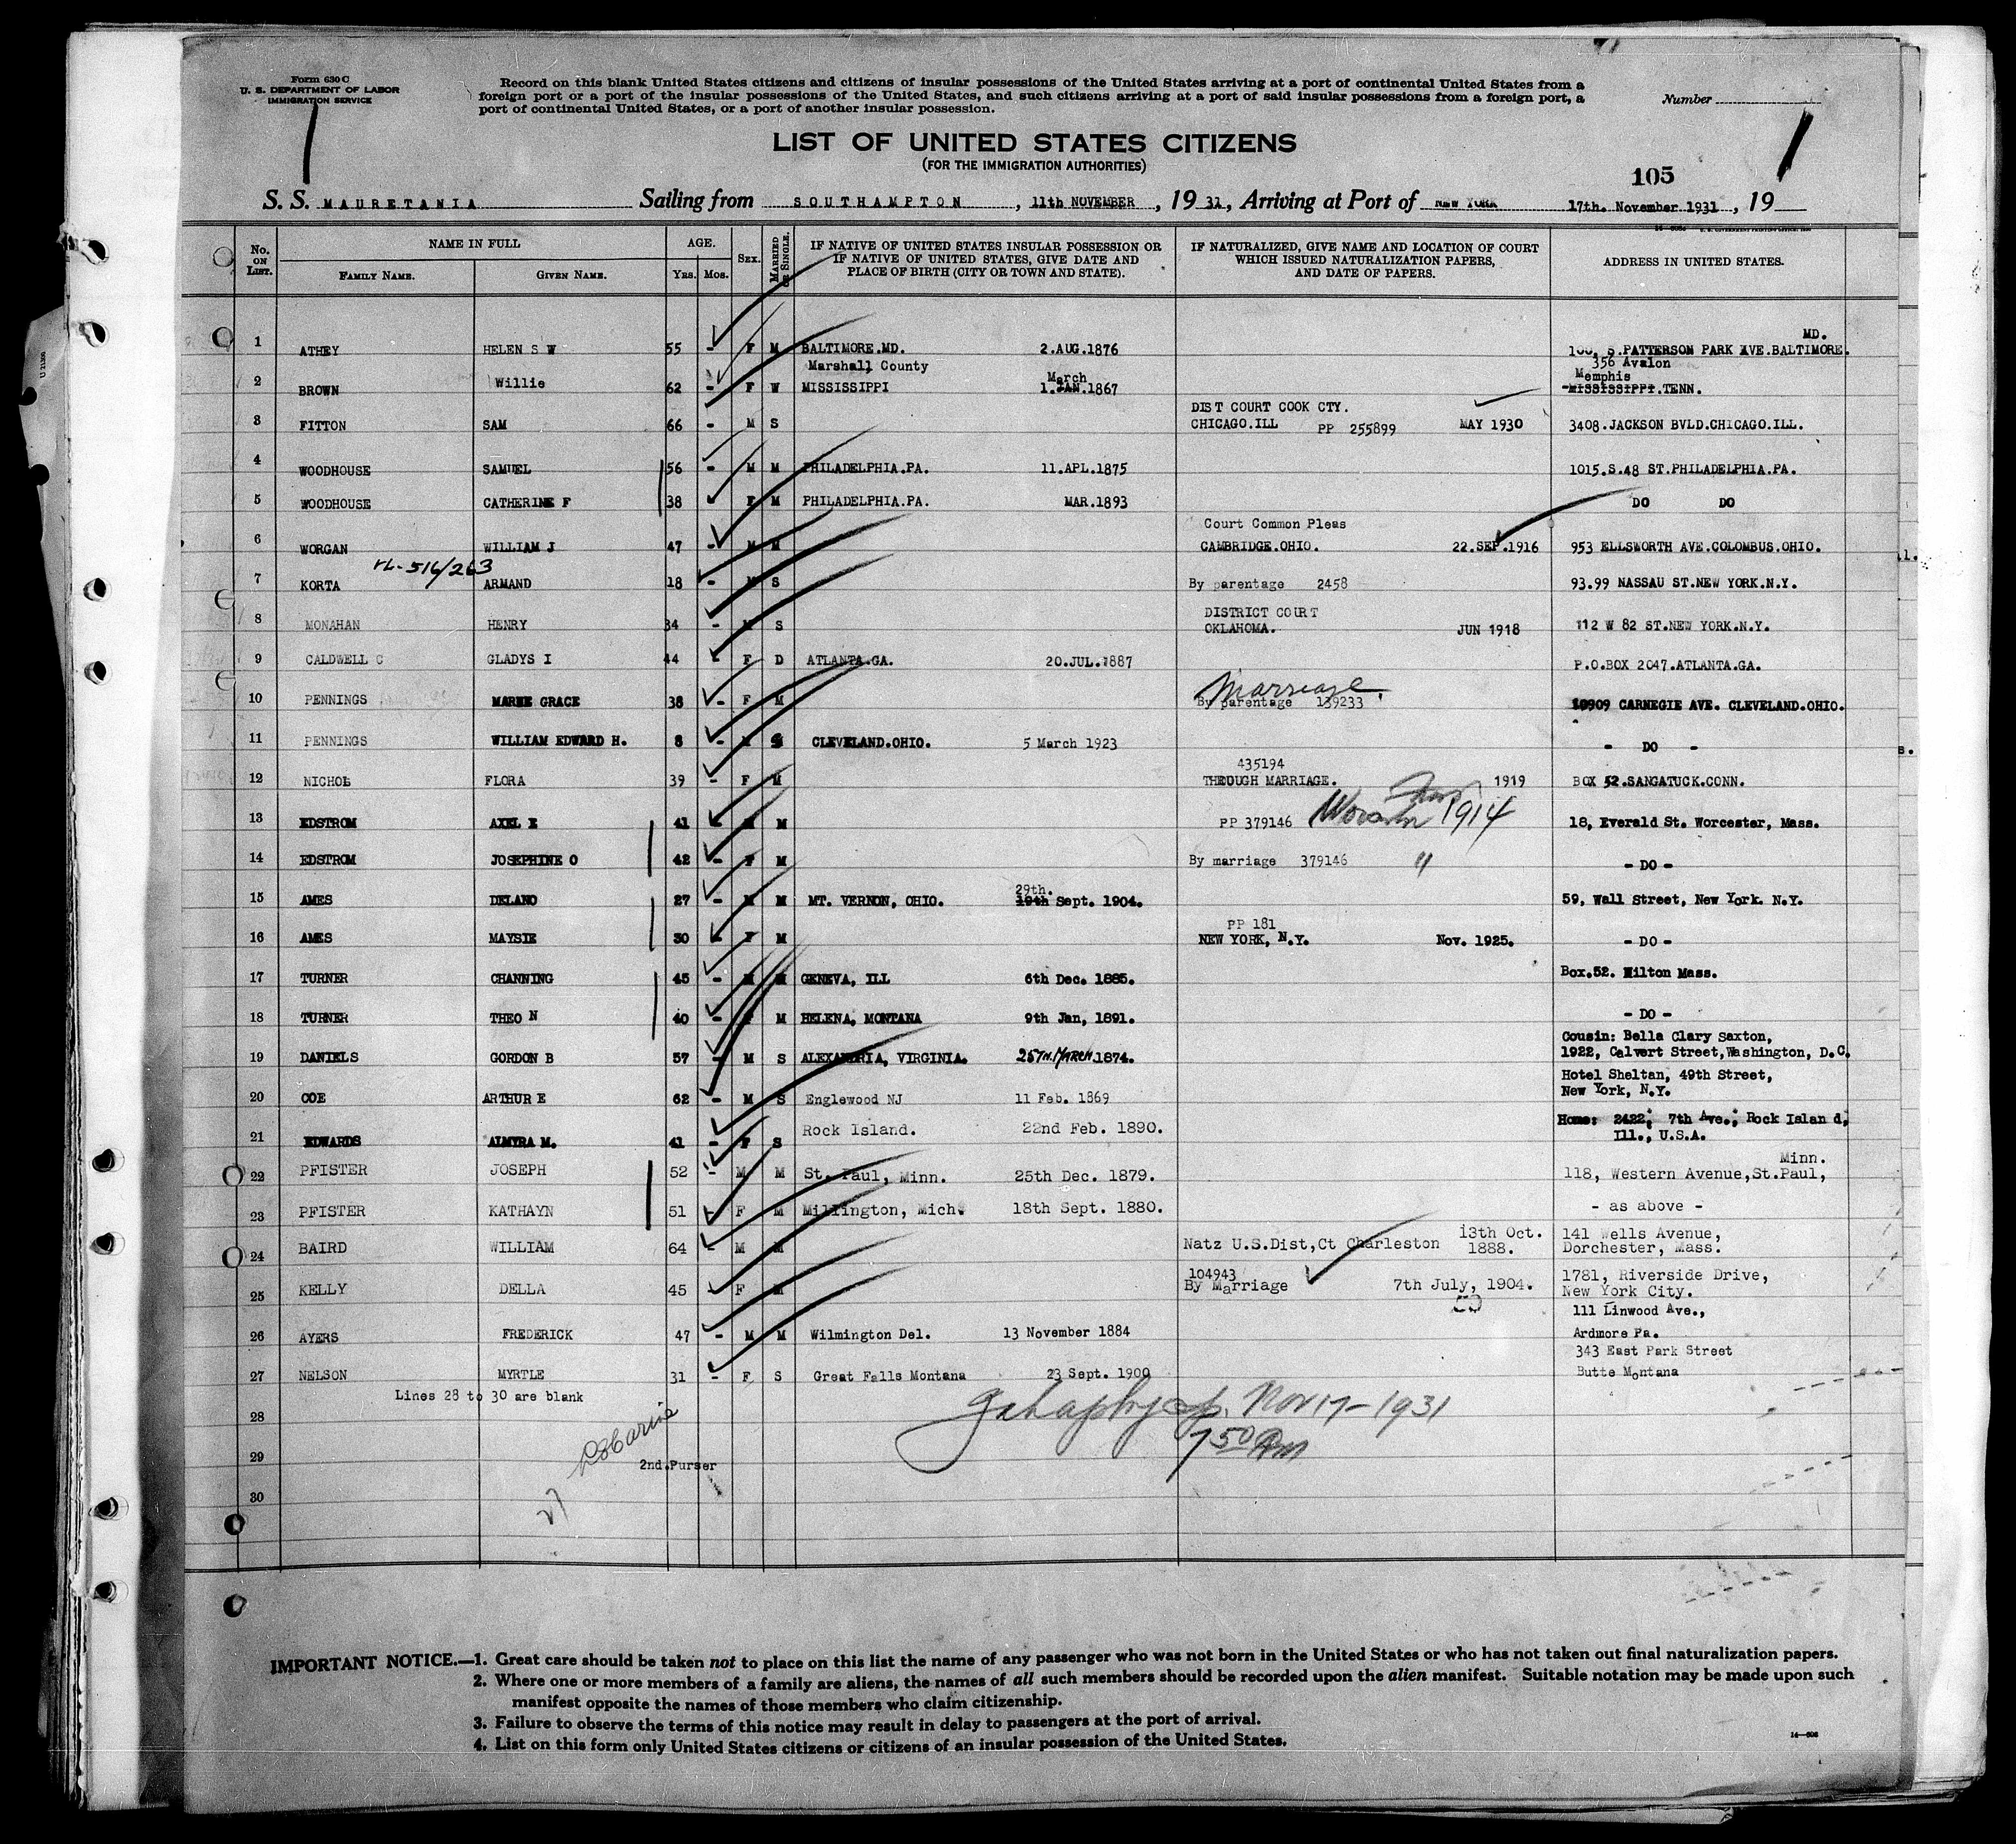 Form 630 C
U. S. DEPARTMENT OF LABOR
IMMIGRATION SERVICE
Record on this blank United States citizens and citizens of insular possessions of the United States arriving at a port of continental United States from a
foreign port or a port of the insular possessions of the United States, and such citizens arriving at a port of said insular possessions from a foreign port, a
port of continental United States, or a port of another insular possession.
Number
LIST OF UNITED STATES CITIZENS
(FOR THE IMMIGRATION AUTHORITIES)
105
S. S. MAURETANIA Sailing from SOUTHAMPTON, 11th NOVEMBER, 19 31, Arriving at Port of NEW YORK 17th. November 1931, 19
No. ON LIST. NAME IN FULL FAMILY NAME. GIVEN NAME. AGE. Yrs. Mos. SEX. MARRIED OR SINGLE. IF NATIVE OF UNITED STATES INSULAR POSSESSION OR IF NATIVE OF UNITED STATES, GIVE DATE AND PLACE OF BIRTH (CITY OR TOWN AND STATE). IF NATURALIZED, GIVE NAME AND LOCATION OF COURT WHICH ISSUED NATURALIZATION PAPERS, AND DATE OF PAPERS. ADDRESS IN UNITED STATES.
MD.
1 ATHEY HELEN S W 55 - F M BALTIMORE.MD. 2.AUG.1876 100, S.PATTERSON PARK AVE.BALTIMORE.
Marshall County March 356 Avalon
Memphis
2 BROWN Willie 62 - F W MISSISSIPPI 1.JAN.1867 MISSISSIPPI.TENN.
DIST COURT COOK CTY.
3 FITTON SAM 66 - M S CHICAGO.ILL PP 255899 MAY 1930 3408.JACKSON BVLD.CHICAGO.ILL.
4 WOODHOUSE SAMUEL 56 - M M PHILADELPHIA.PA. 11.APL.1875 1015.S.48 ST.PHILADELPHIA.PA.
5 WOODHOUSE CATHERINE F 38 - F M PHILADELPHIA.PA. MAR.1893 DO DO
Court Common Pleas
6 WORGAN WILLIAM J 47 - M M CAMBRIDGE.OHIO. 22.SEP.1916 953 ELLSWORTH AVE.COLOMBUS.OHIO.
516/263
7 KORTA ARMAND 18 - M S By parentage 2458 93.99 NASSAU ST.NEW YORK.N.Y.
DISTRICT COURT
8 MONAHAN HENRY 34 - M S OKLAHOMA. JUN 1918 112 W 82 ST.NEW YORK.N.Y.
9 CALDWELL C GLADYS I 44 - F D ATLANTA.GA. 20.JUL.1887 P.O.BOX 2047.ATLANTA.GA.
Marriage
10 PENNINGS MARIE GRACE 38 - F M By parentage 139233 10909 CARNEGIE AVE. CLEVELAND.OHIO.
11 PENNINGS WILLIAM EDWARD H. 8 - M S CLEVELAND.OHIO. 5 March 1923 - DO -
435194
12 NICHOL FLORA 39 - F M THROUGH MARRIAGE. 1919 BOX 52.SANGATUCK.CONN.
13 EDSTROM AXEL E 41 - M M PP 379146 1914 18, Everald St. Worcester, Mass.
14 EDSTROM JOSEPHINE O 42 - F M By marriage 379146 " - DO -
29th.
15 AMES DELANO 27 - M M MT. VERNON, OHIO. 19th Sept. 1904. 59, Wall Street, New York. N.Y.
PP 181
16 AMES MAYSIE 30 - F M NEW YORK, N.Y. Nov. 1925. - DO -
17 TURNER CHANNING 45 - M M GENEVA, ILL 6th Dec. 1885. Box.52. Milton Mass.
18 TURNER THEO N 40 - F M HELENA, MONTANA 9th Jan, 1891. - DO -
Cousin: Bella Clary Saxton,
19 DANIELS GORDON B 57 - M S ALEXANDRIA, VIRGINIA. 25TH.MARCH.1874. 1922, Calvert Street,Washington, D.C.
Hotel Sheltan, 49th Street,
20 COE ARTHUR E 62 - M S Englewood NJ 11 Feb. 1869 New York, N.Y.
Home: 2422, 7th Ave., Rock Island,
21 EDWARDS ALMYRA M. 41 - F S Rock Island. 22nd Feb. 1890. Ill., U.S.A.
Minn.
22 PFISTER JOSEPH 52 - M M St. Paul, Minn. 25th Dec. 1879. 118, Western Avenue,St.Paul,
23 PFISTER KATHAYN 51 - F M Millington, Mich. 18th Sept. 1880. - as above -
24 BAIRD WILLIAM 64 - M M Natz U.S.Dist,Ct Charleston 13th Oct. 1888. 141 Wells Avenue, Dorchester, Mass.
104943
25 KELLY DELLA 45 - F M By Marriage 7th July, 1904. 1781, Riverside Drive, New York City.
111 Linwood Ave.,
26 AYERS FREDERICK 47 - M M Wilmington Del. 13 November 1884 Ardmore Pa.
343 East Park Street
27 NELSON MYRTLE 31 - F S Great Falls Montana 23 Sept. 1900 Butte Montana
Lines 28 to 30 are blank
28 Nov 17-1931
7 50 Pm
29 2nd.Purser
30
IMPORTANT NOTICE.—1. Great care should be taken not to place on this list the name of any passenger who was not born in the United States or who has not taken out final naturalization papers.
2. Where one or more members of a family are aliens, the names of all such members should be recorded upon the alien manifest. Suitable notation may be made upon such
manifest opposite the names of those members who claim citizenship.
3. Failure to observe the terms of this notice may result in delay to passengers at the port of arrival.
4. List on this form only United States citizens or citizens of an insular possession of the United States.